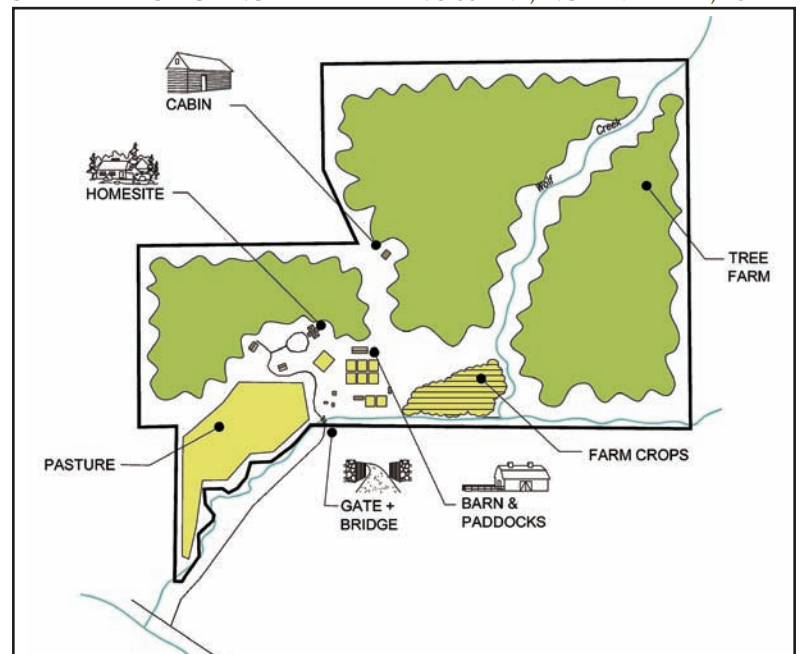 CABIN
HOMESITE
Wolf Creek
TREE
FARM
PASTURE
GATE +
BRIDGE
BARN &
PADDOCKS
FARM CROPS